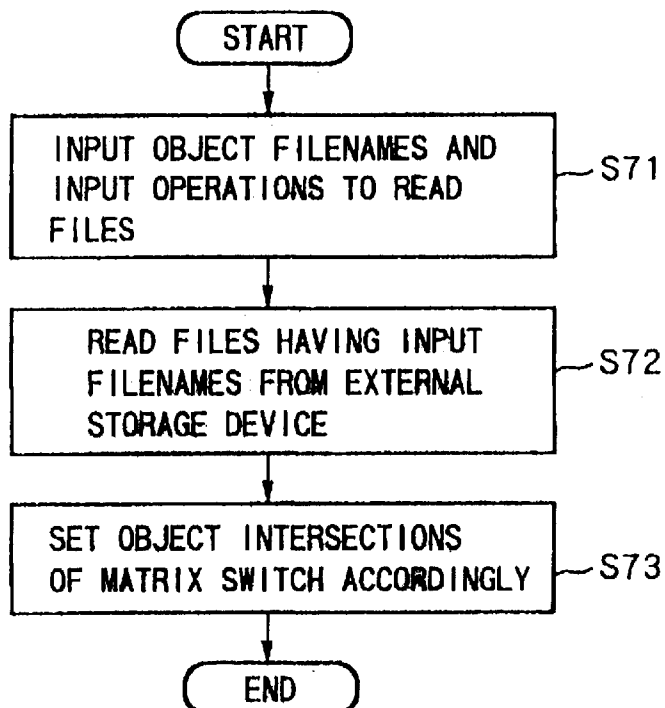 START
INPUT OBJECT FILENAMES AND
INPUT OPERATIONS TO READ
FILES
S71
READ FILES HAVING INPUT
FILENAMES FROM EXTERNAL
STORAGE DEVICE
S72
SET OBJECT INTERSECTIONS
OF MATRIX SWITCH ACCORDINGLY
S73
END